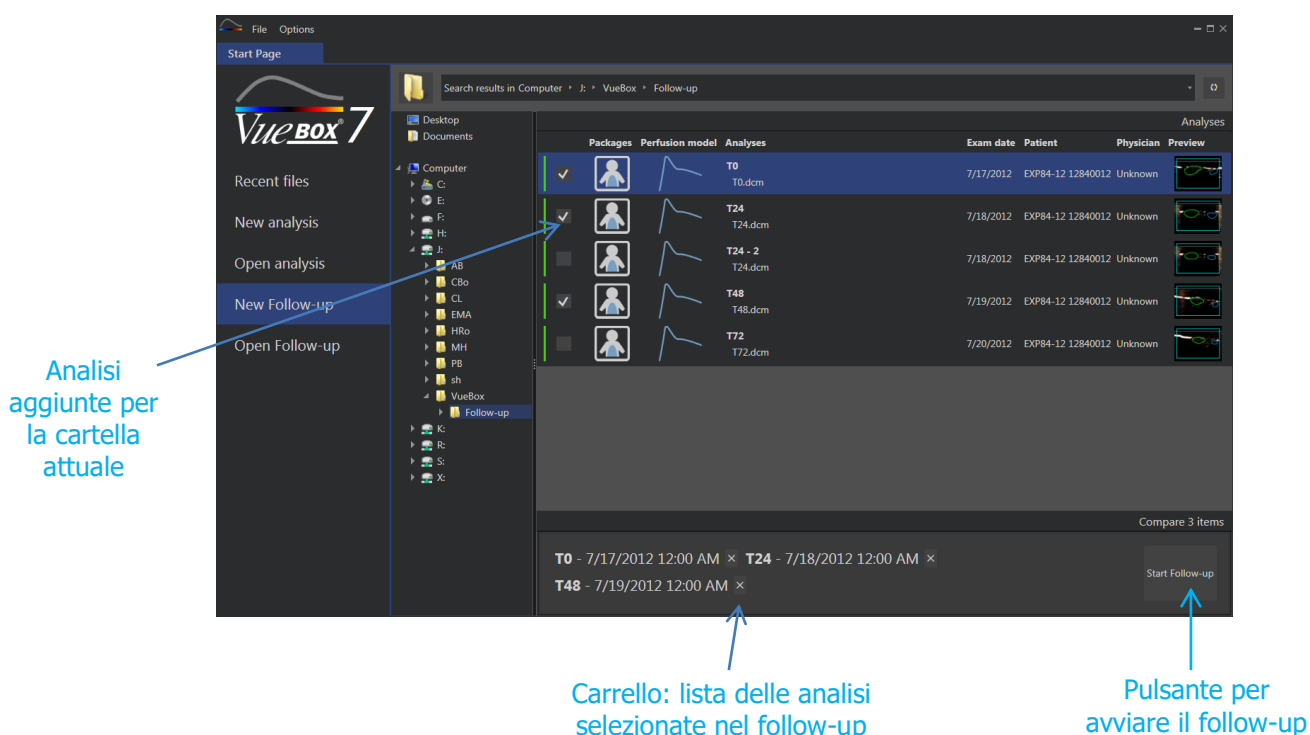 File Options
Start Page
VUEBOX® 7
Recent files
New analysis
Open analysis
New Follow-up
Open Follow-up
Search results in Computer J: VueBox Follow-up
Desktop
Documents
Computer
C:
E:
F:
H:
J:
AB
CBo
CL
EMA
HRo
MH
PB
sh
VueBox
Follow-up
K:
R:
S:
X:
Analyses
Packages Perfusion model Analyses Exam date Patient Physician Preview
T0
T0.dcm
7/17/2012 EXP84-12 12840012 Unknown
T24
T24.dcm
7/18/2012 EXP84-12 12840012 Unknown
T24 - 2
T24.dcm
7/18/2012 EXP84-12 12840012 Unknown
T48
T48.dcm
7/19/2012 EXP84-12 12840012 Unknown
T72
T72.dcm
7/20/2012 EXP84-12 12840012 Unknown
Compare 3 items
T0 - 7/17/2012 12:00 AM × T24 - 7/18/2012 12:00 AM ×
T48 - 7/19/2012 12:00 AM ×
Start Follow-up
Analisi
aggiunte per
la cartella
attuale
Carrello: lista delle analisi
selezionate nel follow-up
Pulsante per
avviare il follow-up